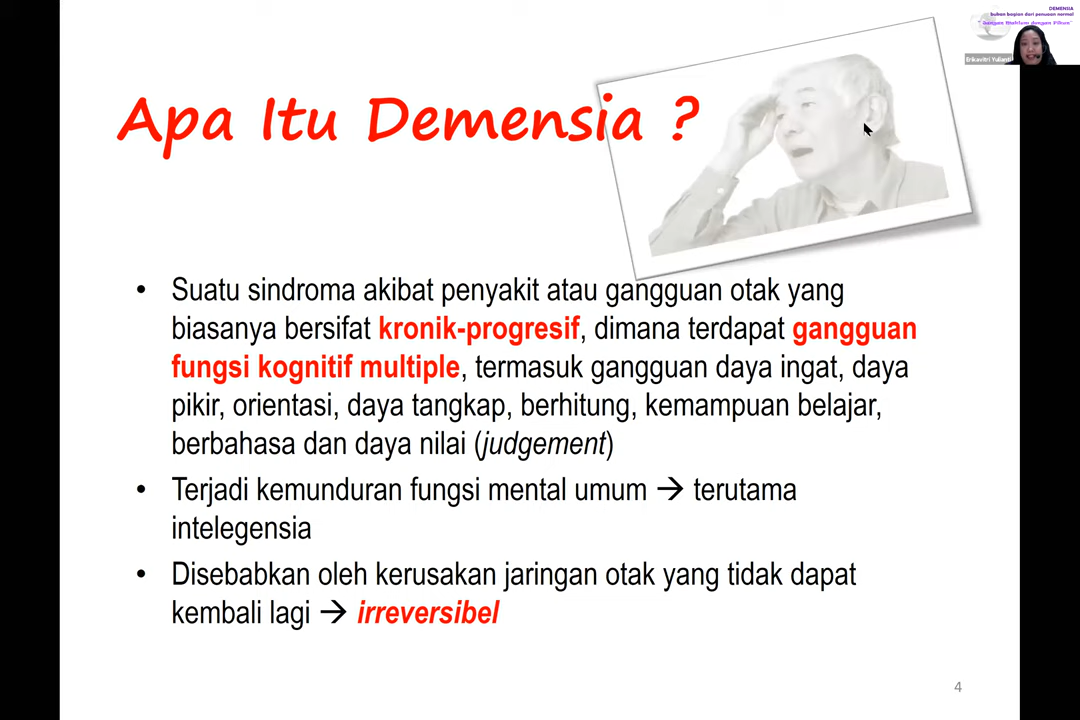 DEMENSIA
bukan bagian dari penuaan normal
"Jangan Maklum dengan Pikun"
Erikavitri Yulianti
Apa Itu Demensia ?
• Suatu sindroma akibat penyakit atau gangguan otak yang
biasanya bersifat kronik-progresif, dimana terdapat gangguan
fungsi kognitif multiple, termasuk gangguan daya ingat, daya
pikir, orientasi, daya tangkap, berhitung, kemampuan belajar,
berbahasa dan daya nilai (judgement)
• Terjadi kemunduran fungsi mental umum → terutama
intelegensia
• Disebabkan oleh kerusakan jaringan otak yang tidak dapat
kembali lagi → irreversibel
4